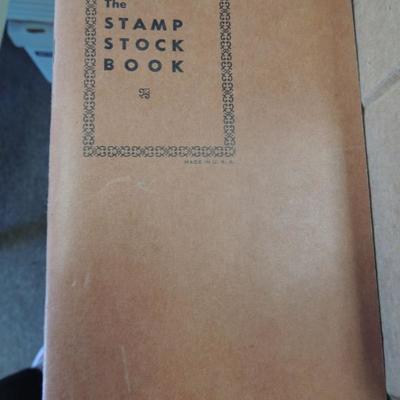 The
STAMP
STOCK
BOOK
MADE IN U. S. A.